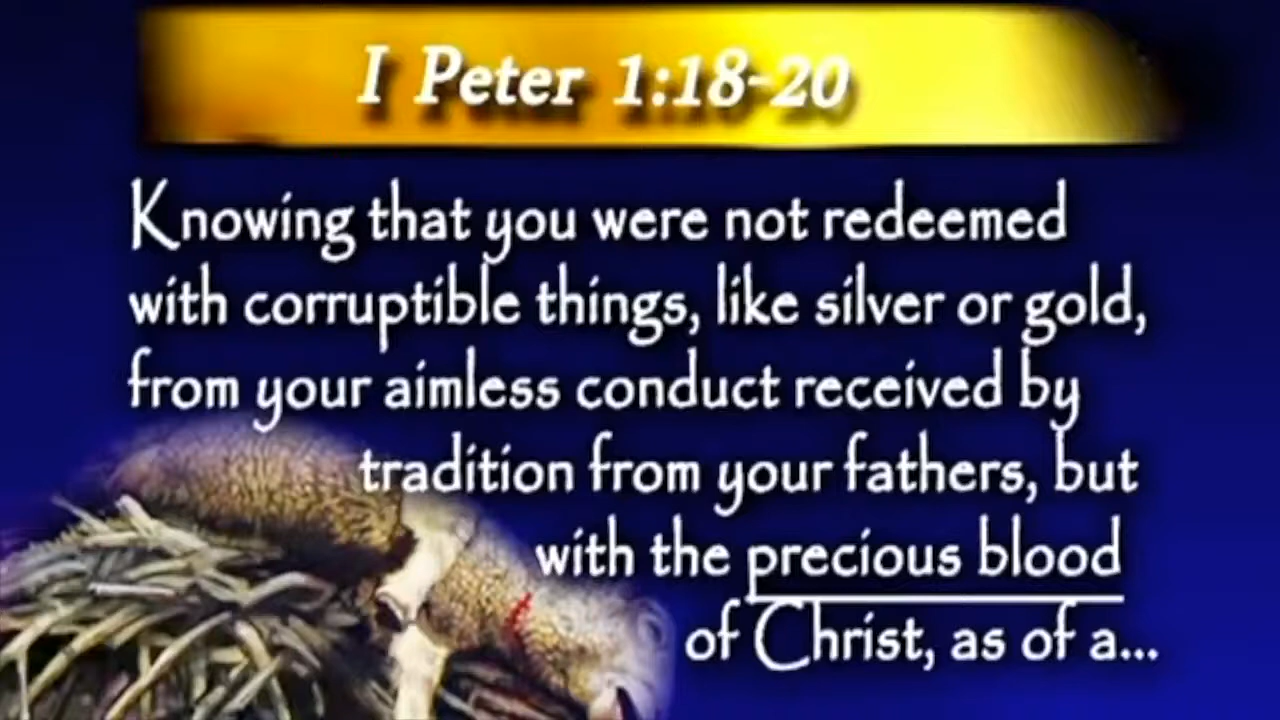 I Peter 1:18-20
Knowing that you were not redeemed
with corruptible things, like silver or gold,
from your aimless conduct received by
tradition from your fathers, but
with the precious blood
of Christ, as of a...